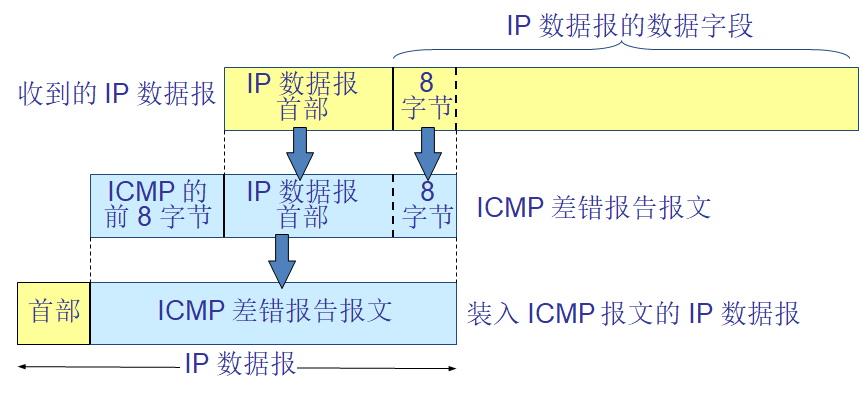 IP 数据报的数据字段
收到的 IP 数据报
IP 数据报
首部
8
字节
ICMP 的
前 8 字节
IP 数据报
首部
8
字节
ICMP 差错报告报文
首部
ICMP 差错报告报文
装入 ICMP 报文的 IP 数据报
IP 数据报